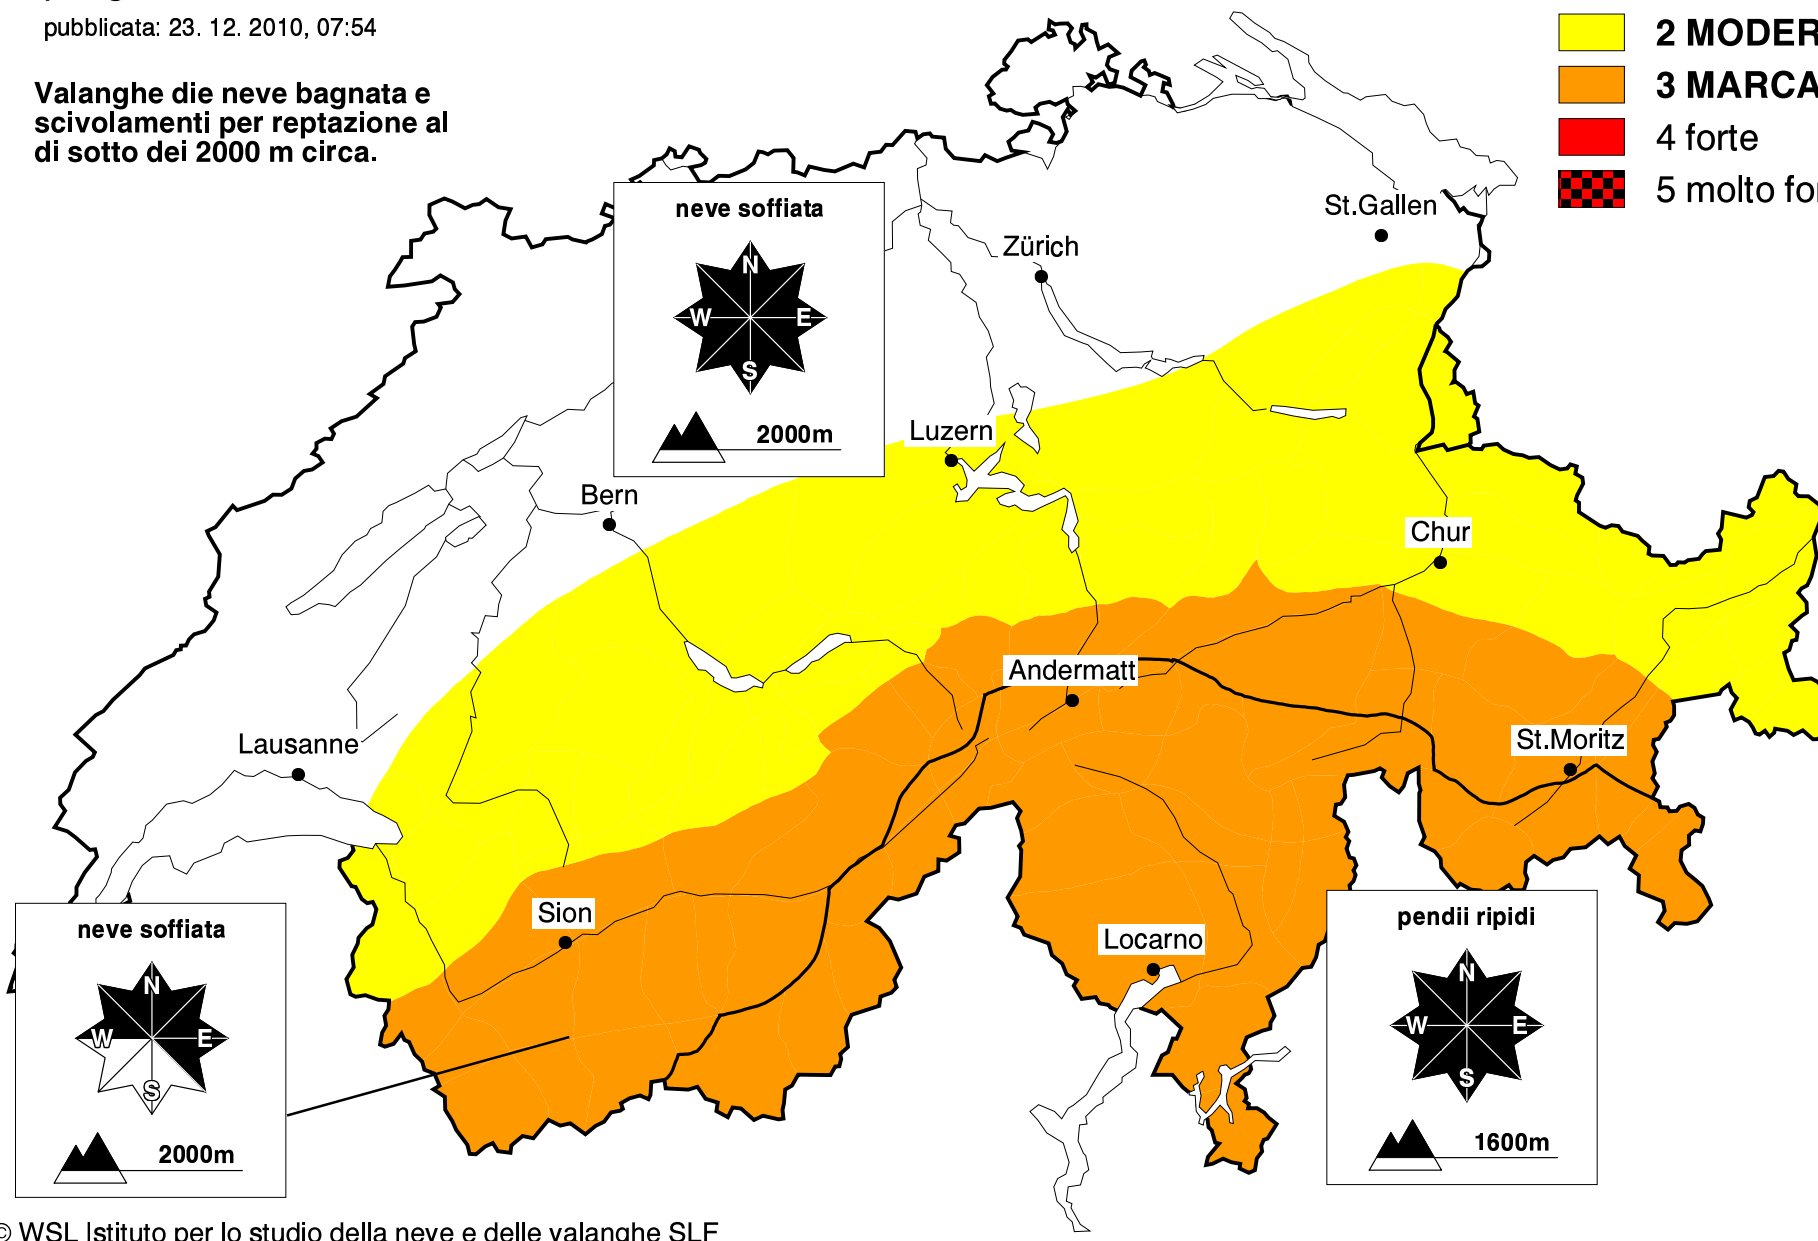 pubblicata: 23. 12. 2010, 07:54
Valanghe die neve bagnata e
scivolamenti per reptazione al
di sotto dei 2000 m circa.
2 MODER
3 MARCA
4 forte
5 molto for
neve soffiata
N
W E
S
2000m
St.Gallen
Zürich
Luzern
Bern
Chur
Andermatt
St.Moritz
Lausanne
Sion
Locarno
neve soffiata
N
W E
S
2000m
pendii ripidi
N
W E
S
1600m
© WSL Istituto per lo studio della neve e delle valanghe SLF